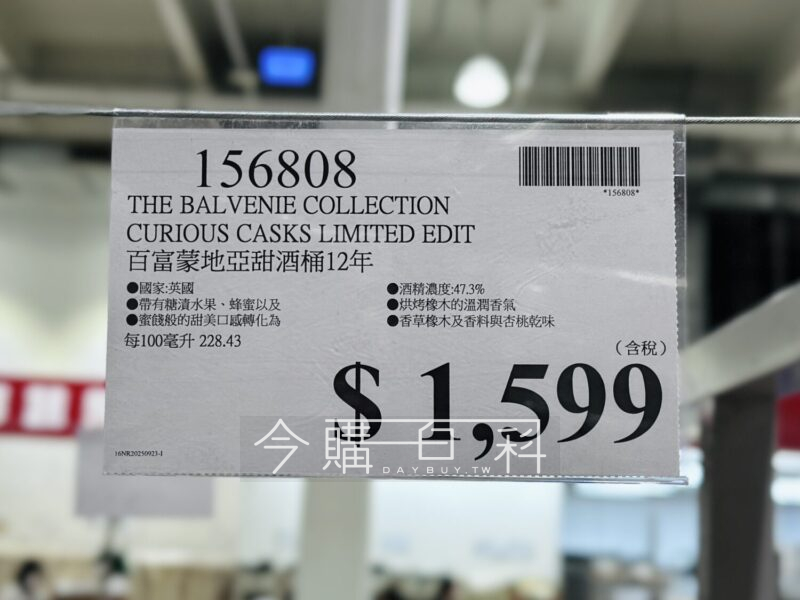 156808
*156808*
THE BALVENIE COLLECTION
CURIOUS CASKS LIMITED EDIT
百富蒙地亞甜酒桶12年
●國家:英國
●帶有糖漬水果、蜂蜜以及
●蜜餞般的甜美口感轉化為
●酒精濃度:47.3%
●烘烤橡木的溫潤香氣
●香草橡木及香料與杏桃乾味
每100毫升 228.43
(含稅)
$ 1,599
16NR20250923-I
今購百科
DAYBUY.TW